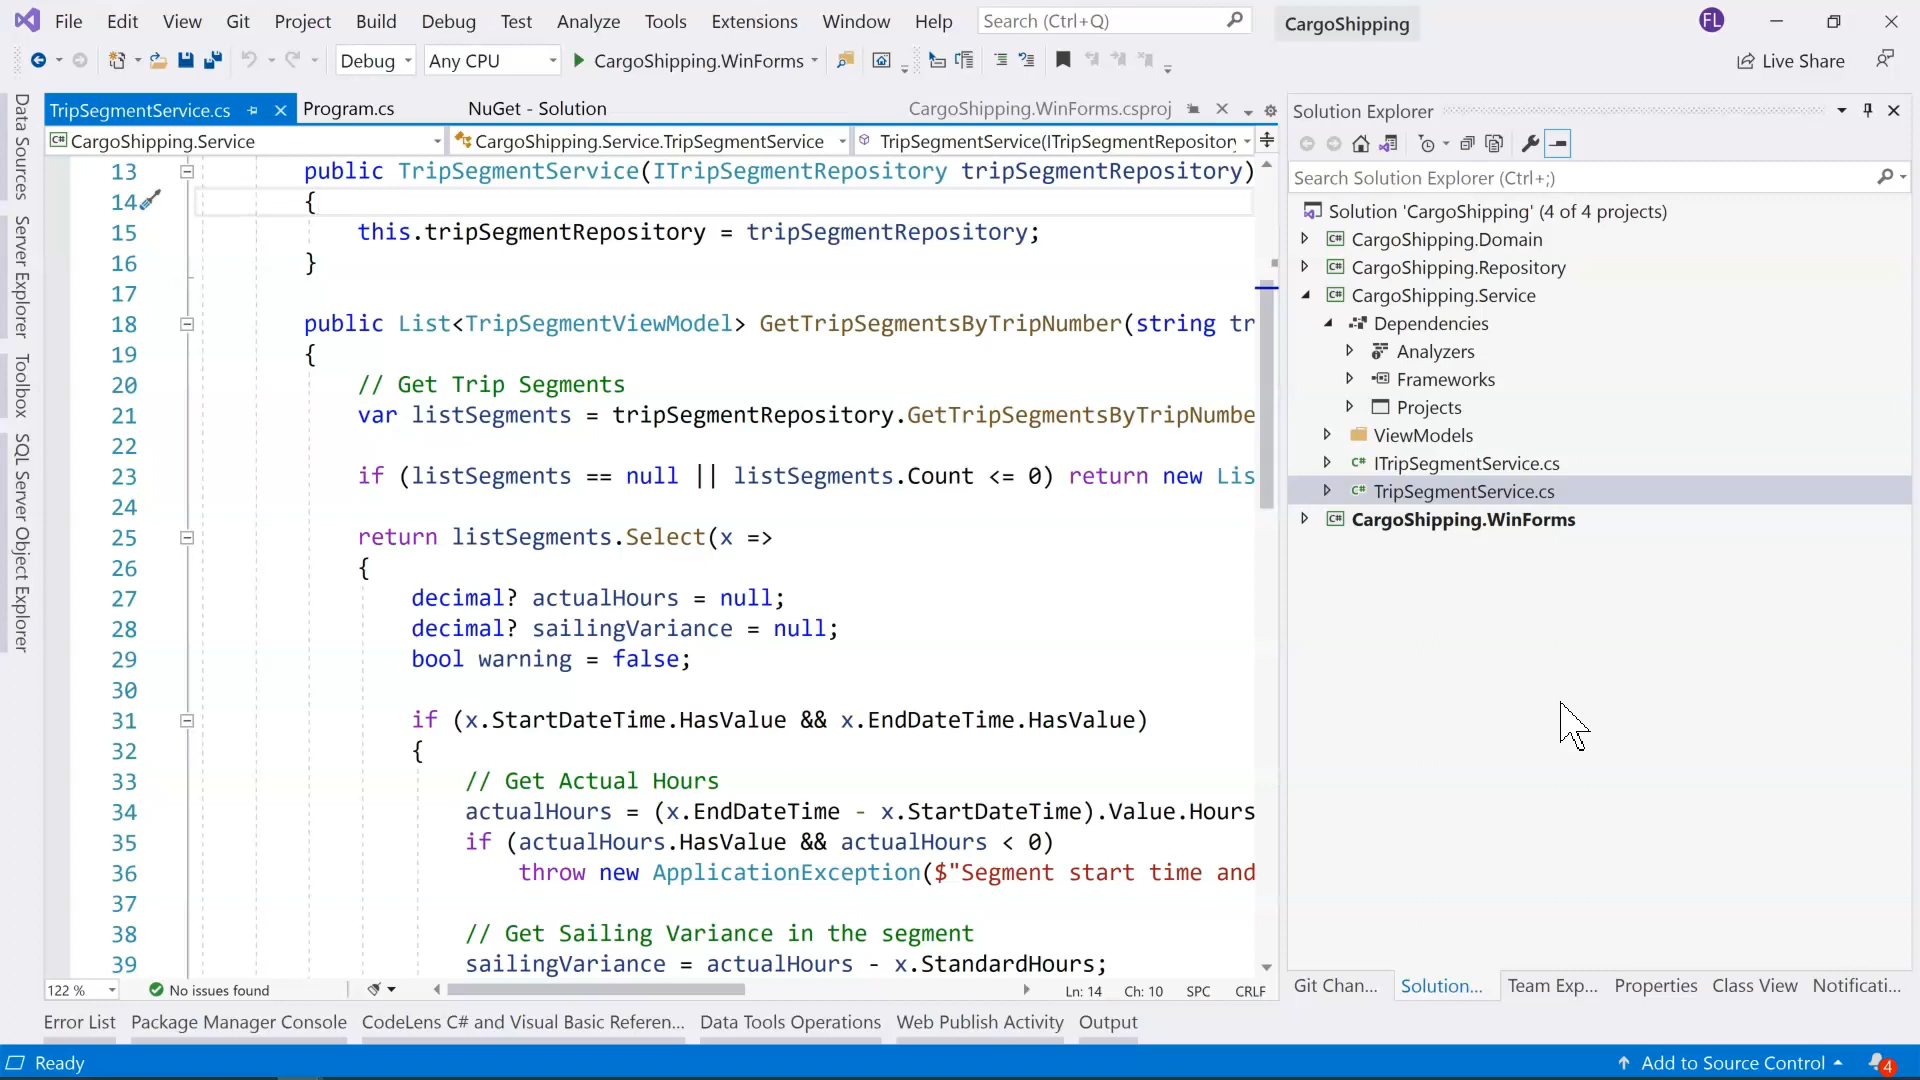 File Edit View Git Project Build Debug Test Analyze Tools Extensions Window Help Search (Ctrl+Q) CargoShipping FL
Debug Any CPU CargoShipping.WinForms Live Share
TripSegmentService.cs Program.cs NuGet - Solution CargoShipping.WinForms.csproj
CargoShipping.Service CargoShipping.Service.TripSegmentService TripSegmentService(ITripSegmentRepository
13 public TripSegmentService(ITripSegmentRepository tripSegmentRepository)
14 {
15 this.tripSegmentRepository = tripSegmentRepository;
16 }
17
18 public List<TripSegmentViewModel> GetTripSegmentsByTripNumber(string tr
19 {
20 // Get Trip Segments
21 var listSegments = tripSegmentRepository.GetTripSegmentsByTripNumbe
22
23 if (listSegments == null || listSegments.Count <= 0) return new Lis
24
25 return listSegments.Select(x =>
26 {
27 decimal? actualHours = null;
28 decimal? sailingVariance = null;
29 bool warning = false;
30
31 if (x.StartDateTime.HasValue && x.EndDateTime.HasValue)
32 {
33 // Get Actual Hours
34 actualHours = (x.EndDateTime - x.StartDateTime).Value.Hours
35 if (actualHours.HasValue && actualHours < 0)
36 throw new ApplicationException($"Segment start time and
37
38 // Get Sailing Variance in the segment
39 sailingVariance = actualHours - x.StandardHours;
122 % No issues found Ln: 14 Ch: 10 SPC CRLF
Data Sources
Server Explorer
Toolbox
SQL Server Object Explorer
Solution Explorer
Search Solution Explorer (Ctrl+;)
Solution 'CargoShipping' (4 of 4 projects)
C# CargoShipping.Domain
C# CargoShipping.Repository
C# CargoShipping.Service
Dependencies
Analyzers
Frameworks
Projects
ViewModels
C# ITripSegmentService.cs
C# TripSegmentService.cs
C# CargoShipping.WinForms
Git Chan... Solution... Team Exp... Properties Class View Notificati...
Error List Package Manager Console CodeLens C# and Visual Basic Referen... Data Tools Operations Web Publish Activity Output
Ready Add to Source Control 4